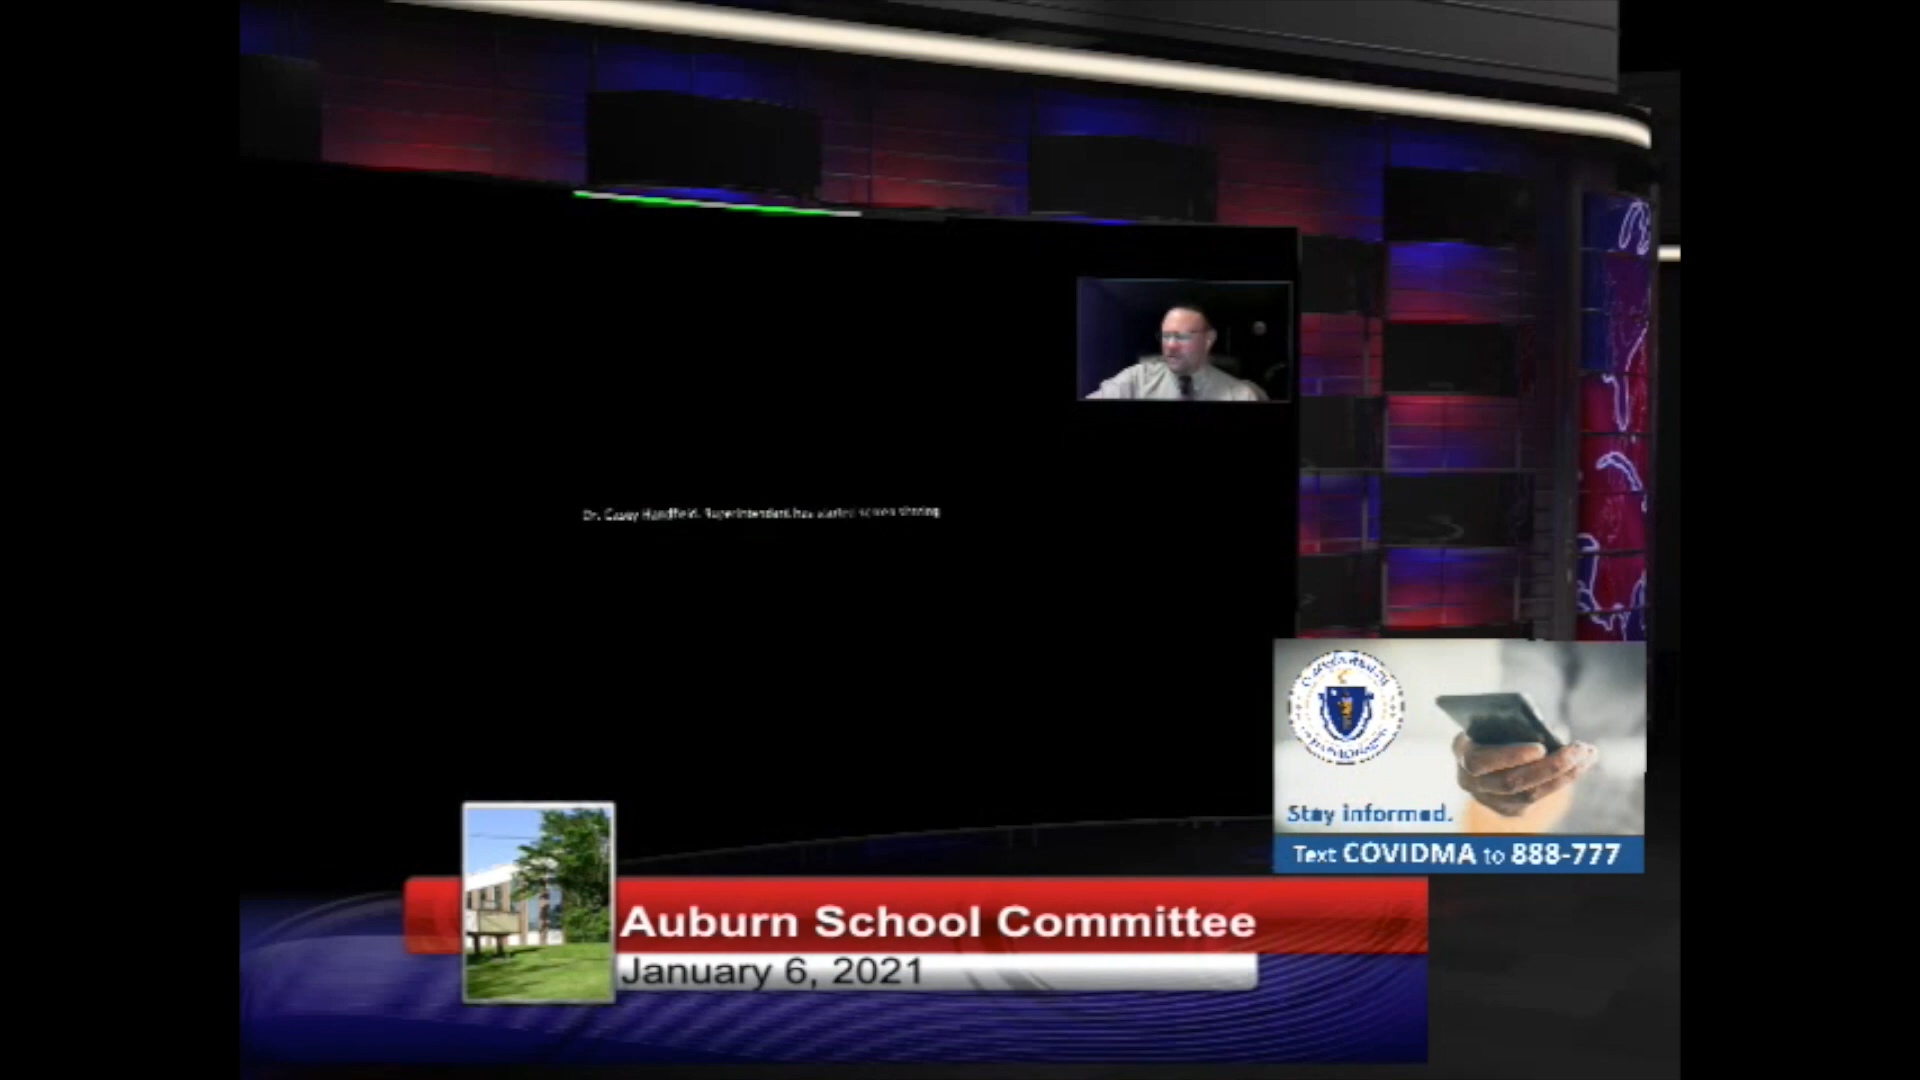 Dr. Casey Handfield, Superintendent has started screen sharing
Stay informed.
Text COVIDMA to 888-777
Auburn School Committee
January 6, 2021